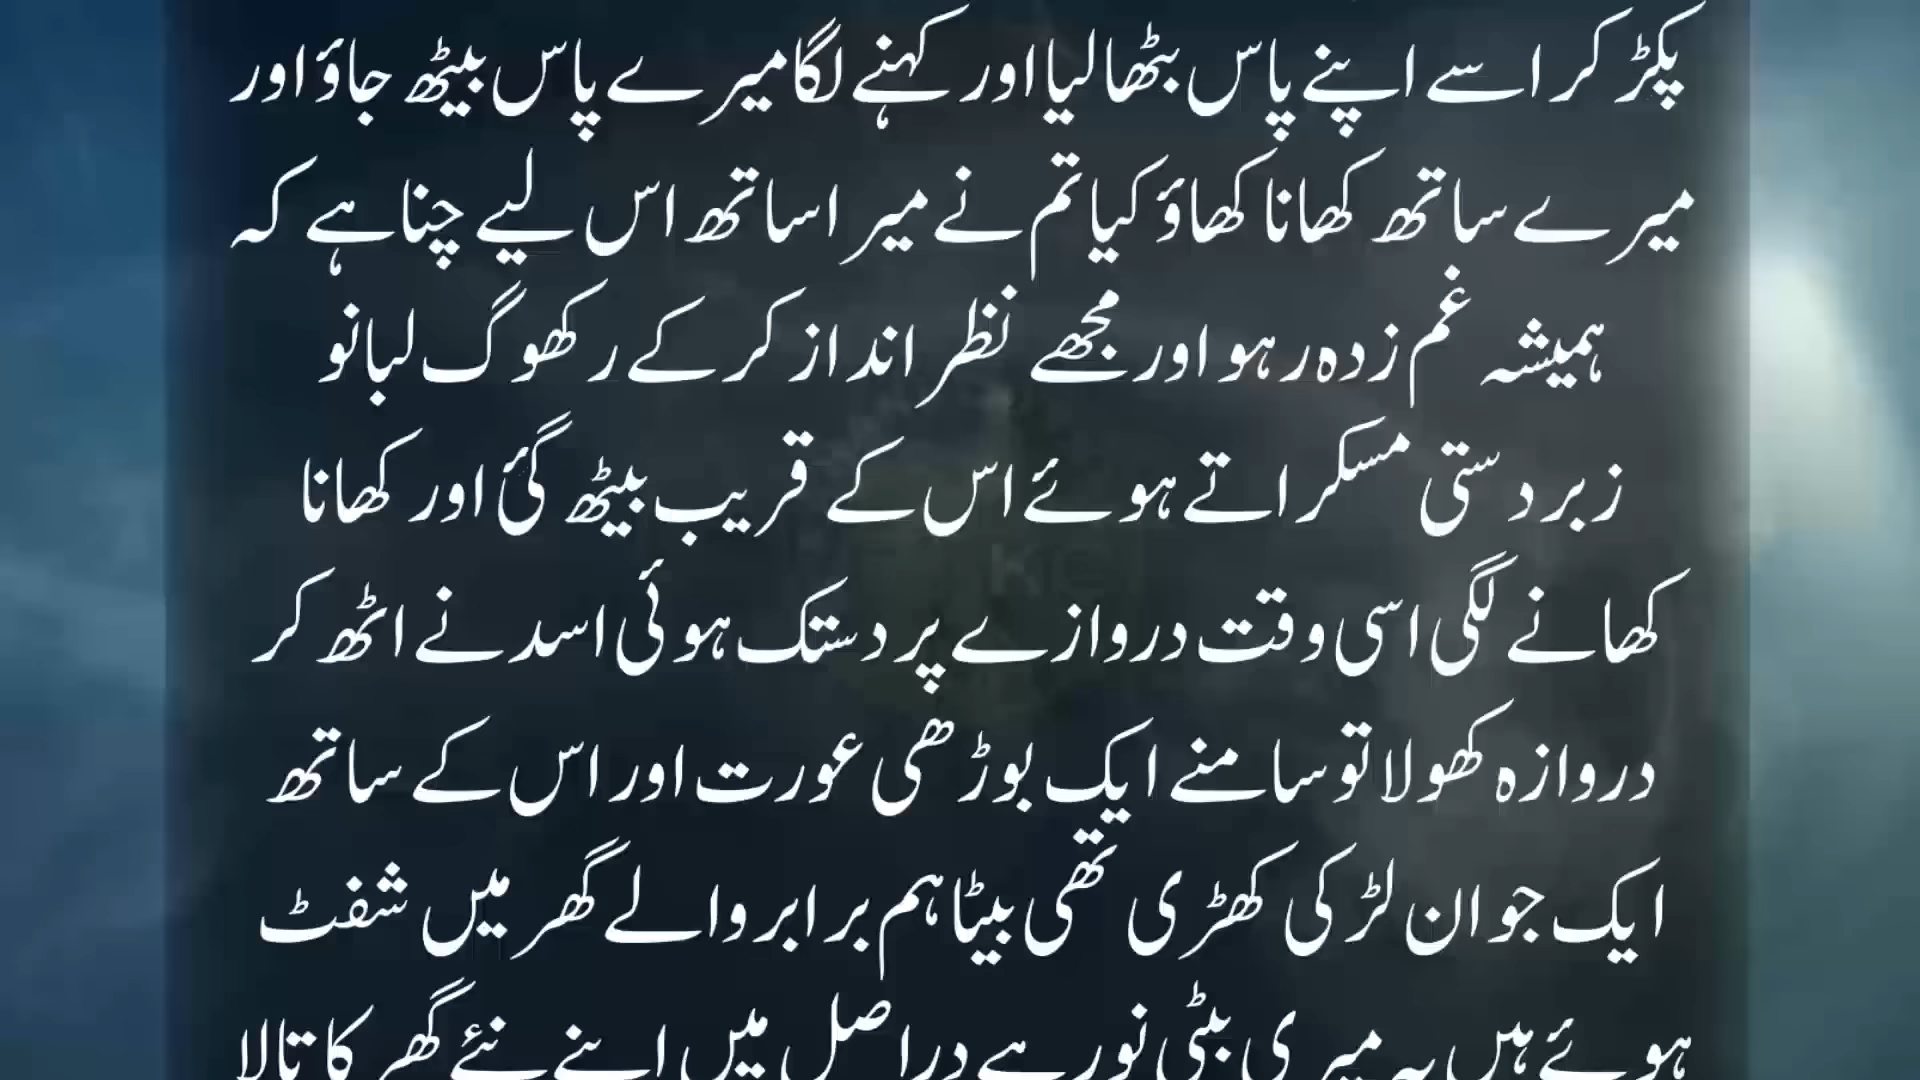 پکڑ کر اسے اپنے پاس بٹھا لیا اور کہنے لگا میرے پاس بیٹھ جاؤ اور
میرے ساتھ کھانا کھاؤ کیا تم نے میرا ساتھ اس لیے چنا ہے کہ
ہمیشہ غم زدہ رہو اور مجھے نظر انداز کر کے رکھو گ لبانو
زبردستی مسکراتے ہوئے اس کے قریب بیٹھ گئ اور کھانا
کھانے لگی اسی وقت دروازے پر دستک ہوئی اسد نے اٹھ کر
دروازہ کھولا تو سامنے ایک بوڑھی عورت اور اس کے ساتھ
ایک جوان لڑکی کھڑی تھی بیٹا ہم برابر والے گھر میں شفٹ
ہوئے ہیں یہ میری بیٹی نور ہے دراصل میں اپنے نئے گھر کا تالا